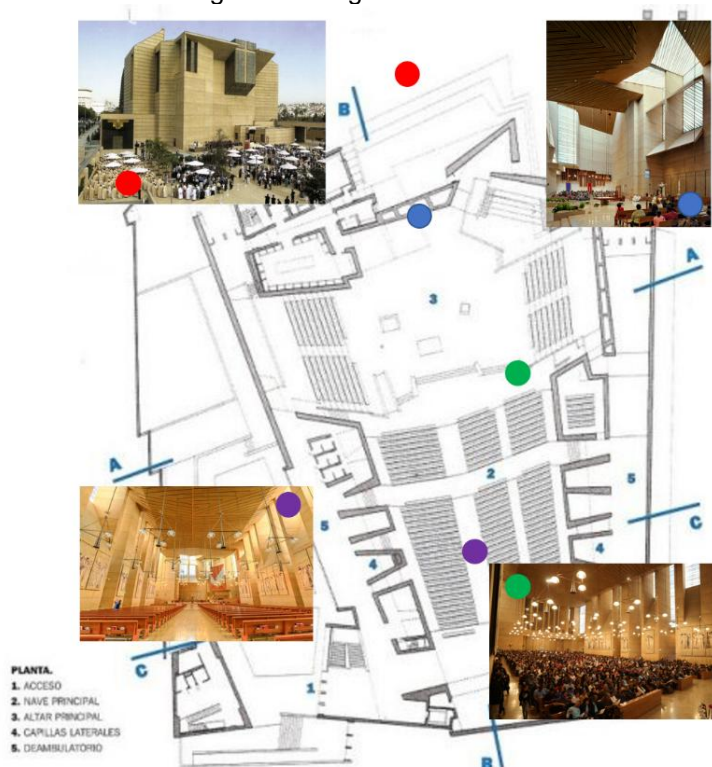 B
A
3
A
2
5
C
5
4
4
C
1
PLANTA.
1. ACCESO
2. NAVE PRINCIPAL
3. ALTAR PRINCIPAL
4. CAPILLAS LATERALES
5. DEAMBULATORIO
B